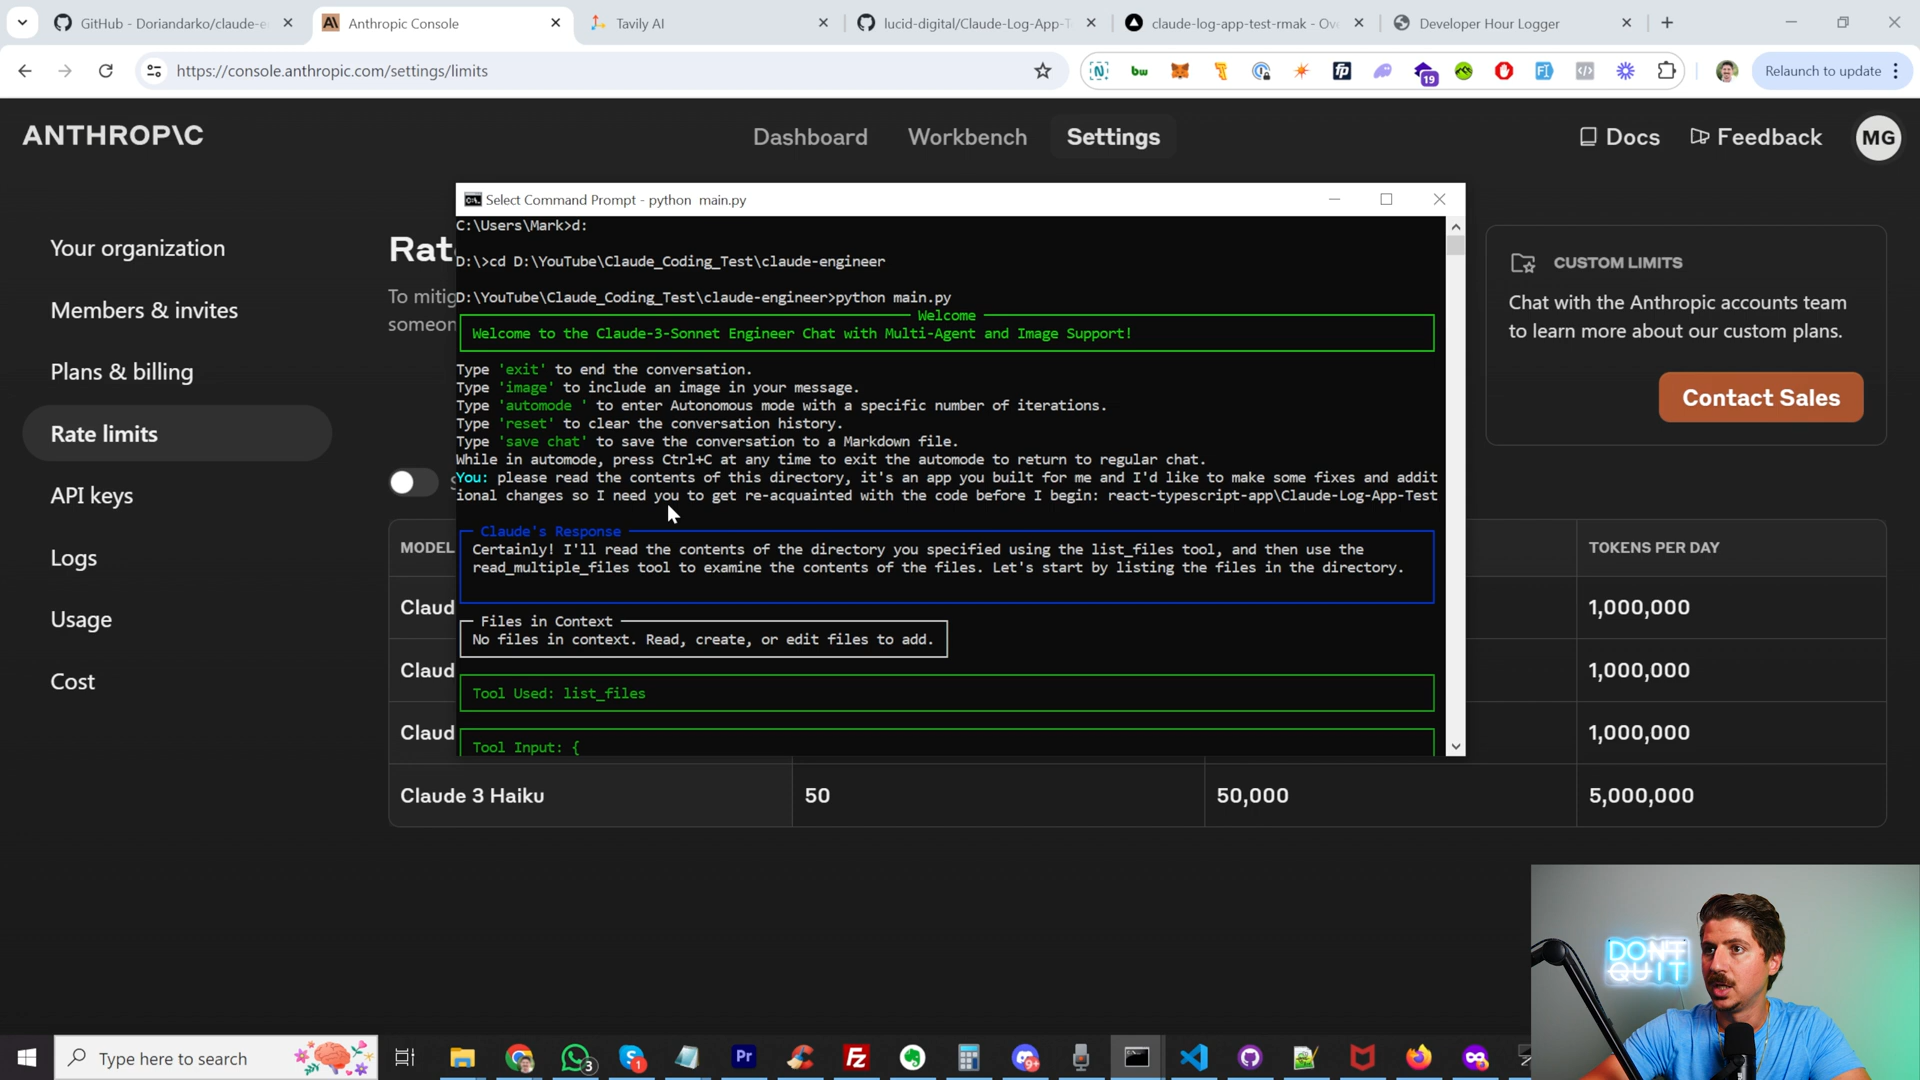 GitHub - Doriandarko/claude-e
Anthropic Console
Tavily AI
lucid-digital/Claude-Log-App-T
claude-log-app-test-rmak - Ov
Developer Hour Logger
https://console.anthropic.com/settings/limits
bw
fp
19
FI
Relaunch to update
ANTHROP\C
Dashboard
Workbench
Settings
Docs
Feedback
MG
Your organization
Members & invites
Plans & billing
Rate limits
API keys
Logs
Usage
Cost
Rat
To mitig
someon
CUSTOM LIMITS
Chat with the Anthropic accounts team
to learn more about our custom plans.
Contact Sales
Select Command Prompt - python main.py
C:\Users\Mark>d:
D:\>cd D:\YouTube\Claude_Coding_Test\claude-engineer
D:\YouTube\Claude_Coding_Test\claude-engineer>python main.py
Welcome
Welcome to the Claude-3-Sonnet Engineer Chat with Multi-Agent and Image Support!
Type 'exit' to end the conversation.
Type 'image' to include an image in your message.
Type 'automode ' to enter Autonomous mode with a specific number of iterations.
Type 'reset' to clear the conversation history.
Type 'save chat' to save the conversation to a Markdown file.
While in automode, press Ctrl+C at any time to exit the automode to return to regular chat.
You: please read the contents of this directory, it's an app you built for me and I'd like to make some fixes and addit
ional changes so I need you to get re-acquainted with the code before I begin: react-typescript-app\Claude-Log-App-Test
Claude's Response
Certainly! I'll read the contents of the directory you specified using the list_files tool, and then use the
read_multiple_files tool to examine the contents of the files. Let's start by listing the files in the directory.
Files in Context
No files in context. Read, create, or edit files to add.
Tool Used: list_files
Tool Input: {
MODEL
TOKENS PER DAY
Claud
1,000,000
Claud
1,000,000
Claud
1,000,000
Claude 3 Haiku
50
50,000
5,000,000
DON'T
QUIT
Type here to search
3
1
Pr
FZ